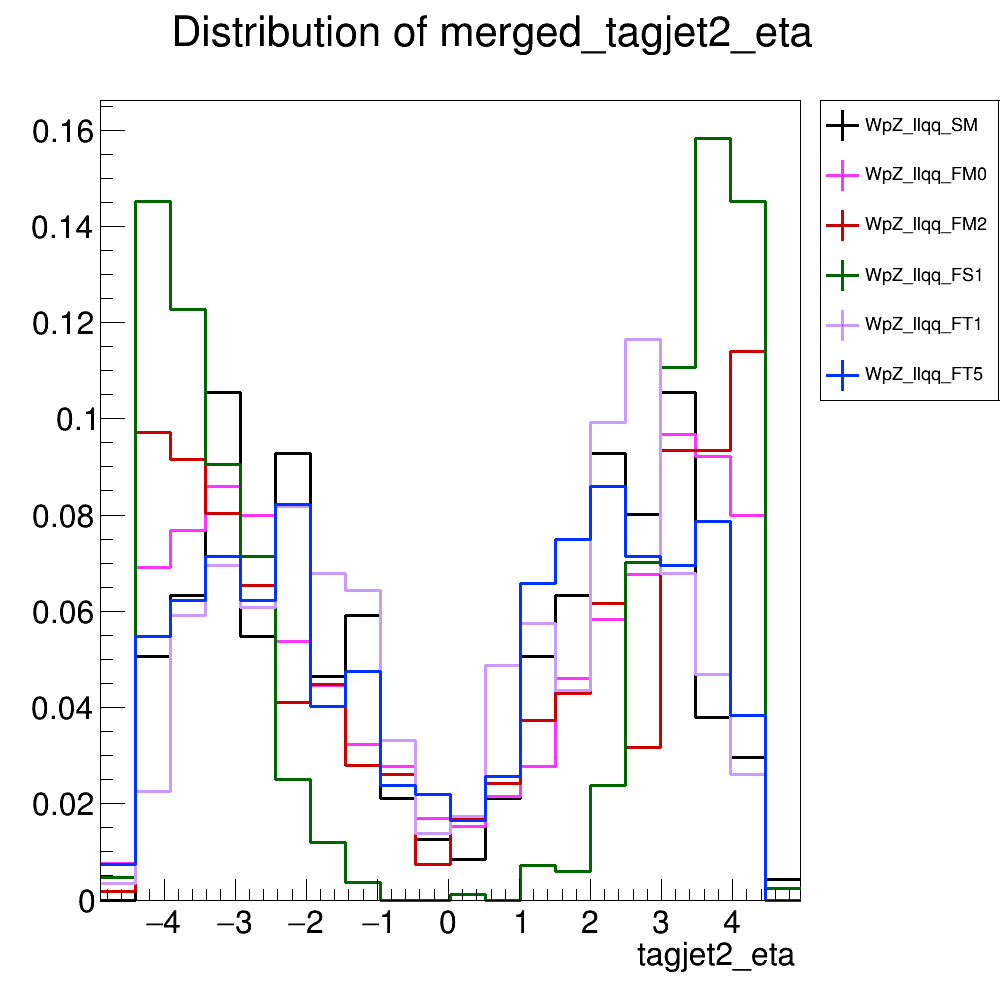 Distribution of merged_tagjet2_eta
0.16
0.14
0.12
0.1
0.08
0.06
0.04
0.02
0
−4 −3 −2 −1 0 1 2 3 4
tagjet2_eta
WpZ_llqq_SM
WpZ_llqq_FM0
WpZ_llqq_FM2
WpZ_llqq_FS1
WpZ_llqq_FT1
WpZ_llqq_FT5